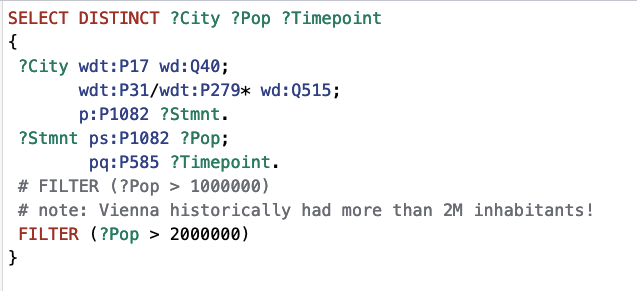 SELECT DISTINCT ?City ?Pop ?Timepoint
{
?City wdt:P17 wd:Q40;
wdt:P31/wdt:P279* wd:Q515;
p:P1082 ?Stmnt.
?Stmnt ps:P1082 ?Pop;
pq:P585 ?Timepoint.
# FILTER (?Pop > 1000000)
# note: Vienna historically had more than 2M inhabitants!
FILTER (?Pop > 2000000)
}